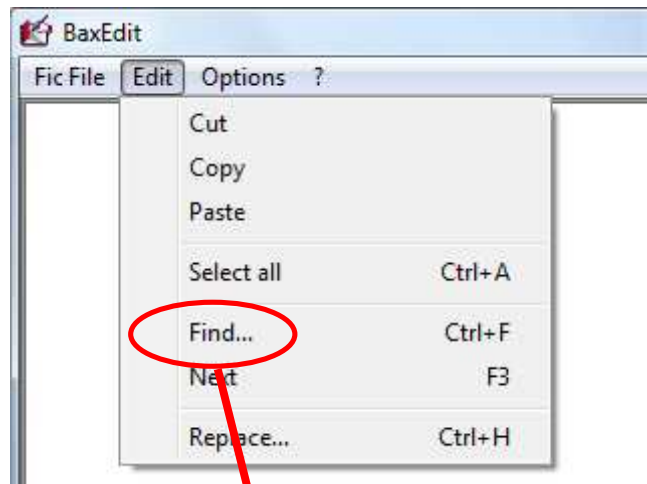 BaxEdit
Fic File Edit Options ?
Cut
Copy
Paste
Select all Ctrl+A
Find... Ctrl+F
Next F3
Replace... Ctrl+H